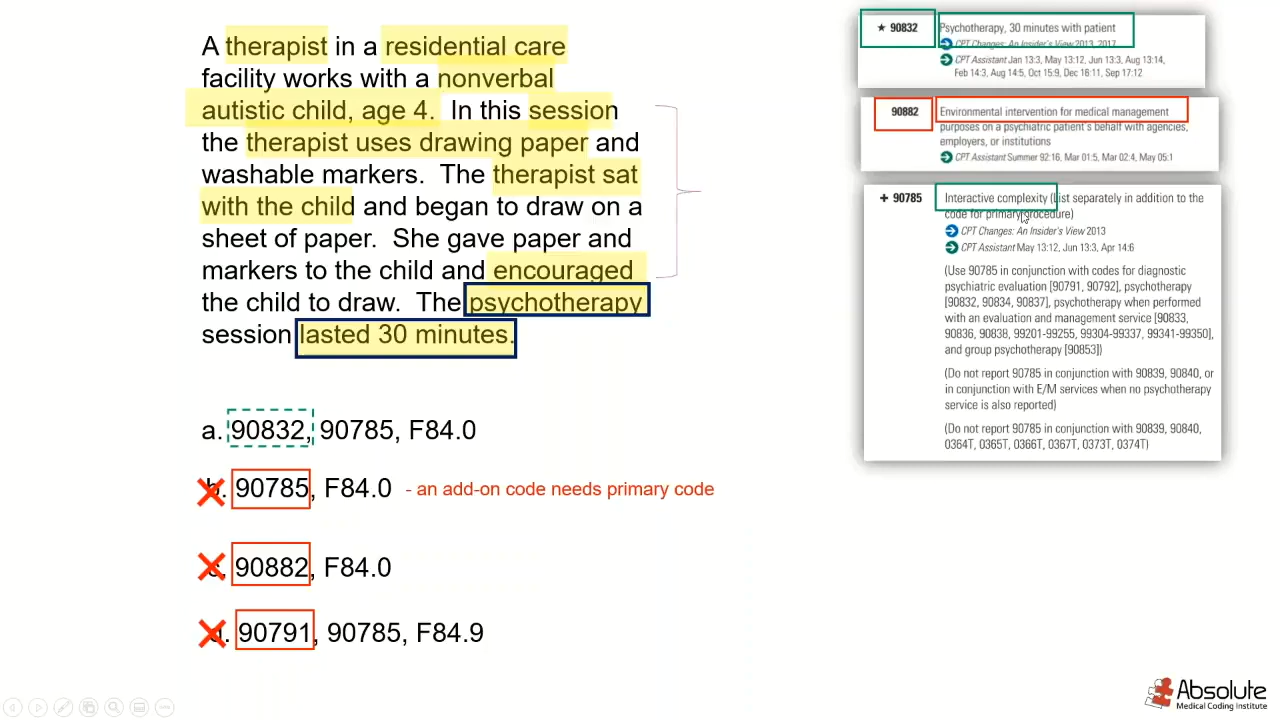 A therapist in a residential care
facility works with a nonverbal
autistic child, age 4. In this session
the therapist uses drawing paper and
washable markers. The therapist sat
with the child and began to draw on a
sheet of paper. She gave paper and
markers to the child and encouraged
the child to draw. The psychotherapy
session lasted 30 minutes.
a. 90832, 90785, F84.0
b. 90785, F84.0 - an add-on code needs primary code
c. 90882, F84.0
d. 90791, 90785, F84.9
★ 90832 Psychotherapy, 30 minutes with patient
CPT Changes: An Insider's View 2013, 2017
CPT Assistant Jan 13:3, May 13:12, Jun 13:3, Aug 13:14,
Feb 14:3, Aug 14:5, Oct 15:9, Dec 16:11, Sep 17:12
90882 Environmental intervention for medical management
purposes on a psychiatric patient's behalf with agencies,
employers, or institutions
CPT Assistant Summer 92:16, Mar 01:5, Mar 02:4, May 05:1
+ 90785 Interactive complexity (List separately in addition to the
code for primary procedure)
CPT Changes: An Insider's View 2013
CPT Assistant May 13:12, Jun 13:3, Apr 14:6
(Use 90785 in conjunction with codes for diagnostic
psychiatric evaluation [90791, 90792], psychotherapy
[90832, 90834, 90837], psychotherapy when performed
with an evaluation and management service [90833,
90836, 90838, 99201-99255, 99304-99337, 99341-99350],
and group psychotherapy [90853])
(Do not report 90785 in conjunction with 90839, 90840, or
in conjunction with E/M services when no psychotherapy
service is also reported)
(Do not report 90785 in conjunction with 90839, 90840,
0364T, 0365T, 0366T, 0367T, 0373T, 0374T)
Absolute
Medical Coding Institute